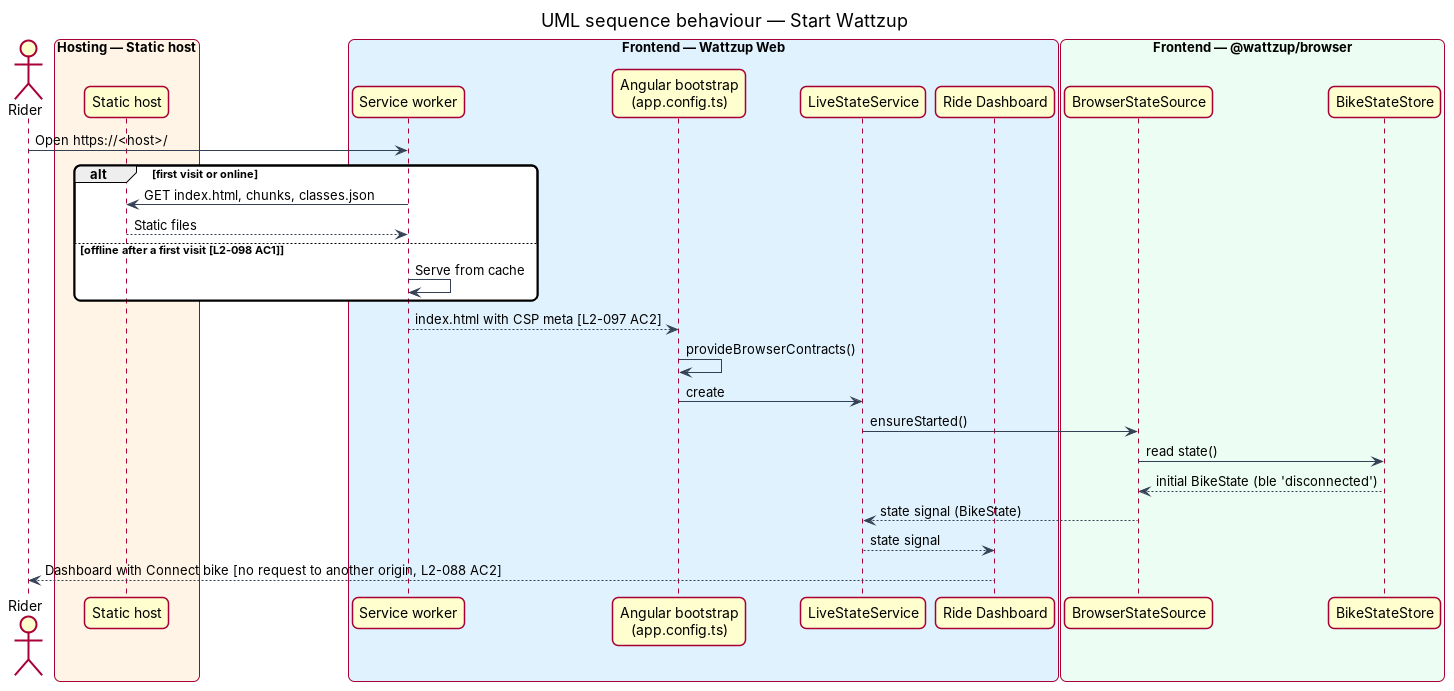 UML sequence behaviour — Start Wattzup
Hosting — Static host
Frontend — Wattzup Web
Frontend — @wattzup/browser
Rider
Static host
Service worker
Angular bootstrap
(app.config.ts)
LiveStateService
Ride Dashboard
BrowserStateSource
BikeStateStore
Open https://<host>/
alt
[first visit or online]
GET index.html, chunks, classes.json
Static files
[offline after a first visit [L2-098 AC1]]
Serve from cache
index.html with CSP meta [L2-097 AC2]
provideBrowserContracts()
create
ensureStarted()
read state()
initial BikeState (ble 'disconnected')
state signal (BikeState)
state signal
Dashboard with Connect bike [no request to another origin, L2-088 AC2]
Rider
Static host
Service worker
Angular bootstrap
(app.config.ts)
LiveStateService
Ride Dashboard
BrowserStateSource
BikeStateStore